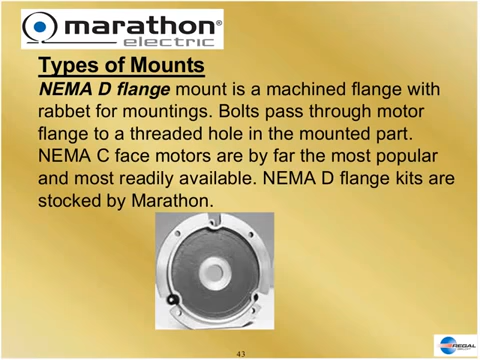 marathon®
electric
Types of Mounts
NEMA D flange mount is a machined flange with
rabbet for mountings. Bolts pass through motor
flange to a threaded hole in the mounted part.
NEMA C face motors are by far the most popular
and most readily available. NEMA D flange kits are
stocked by Marathon.
43
REGAL